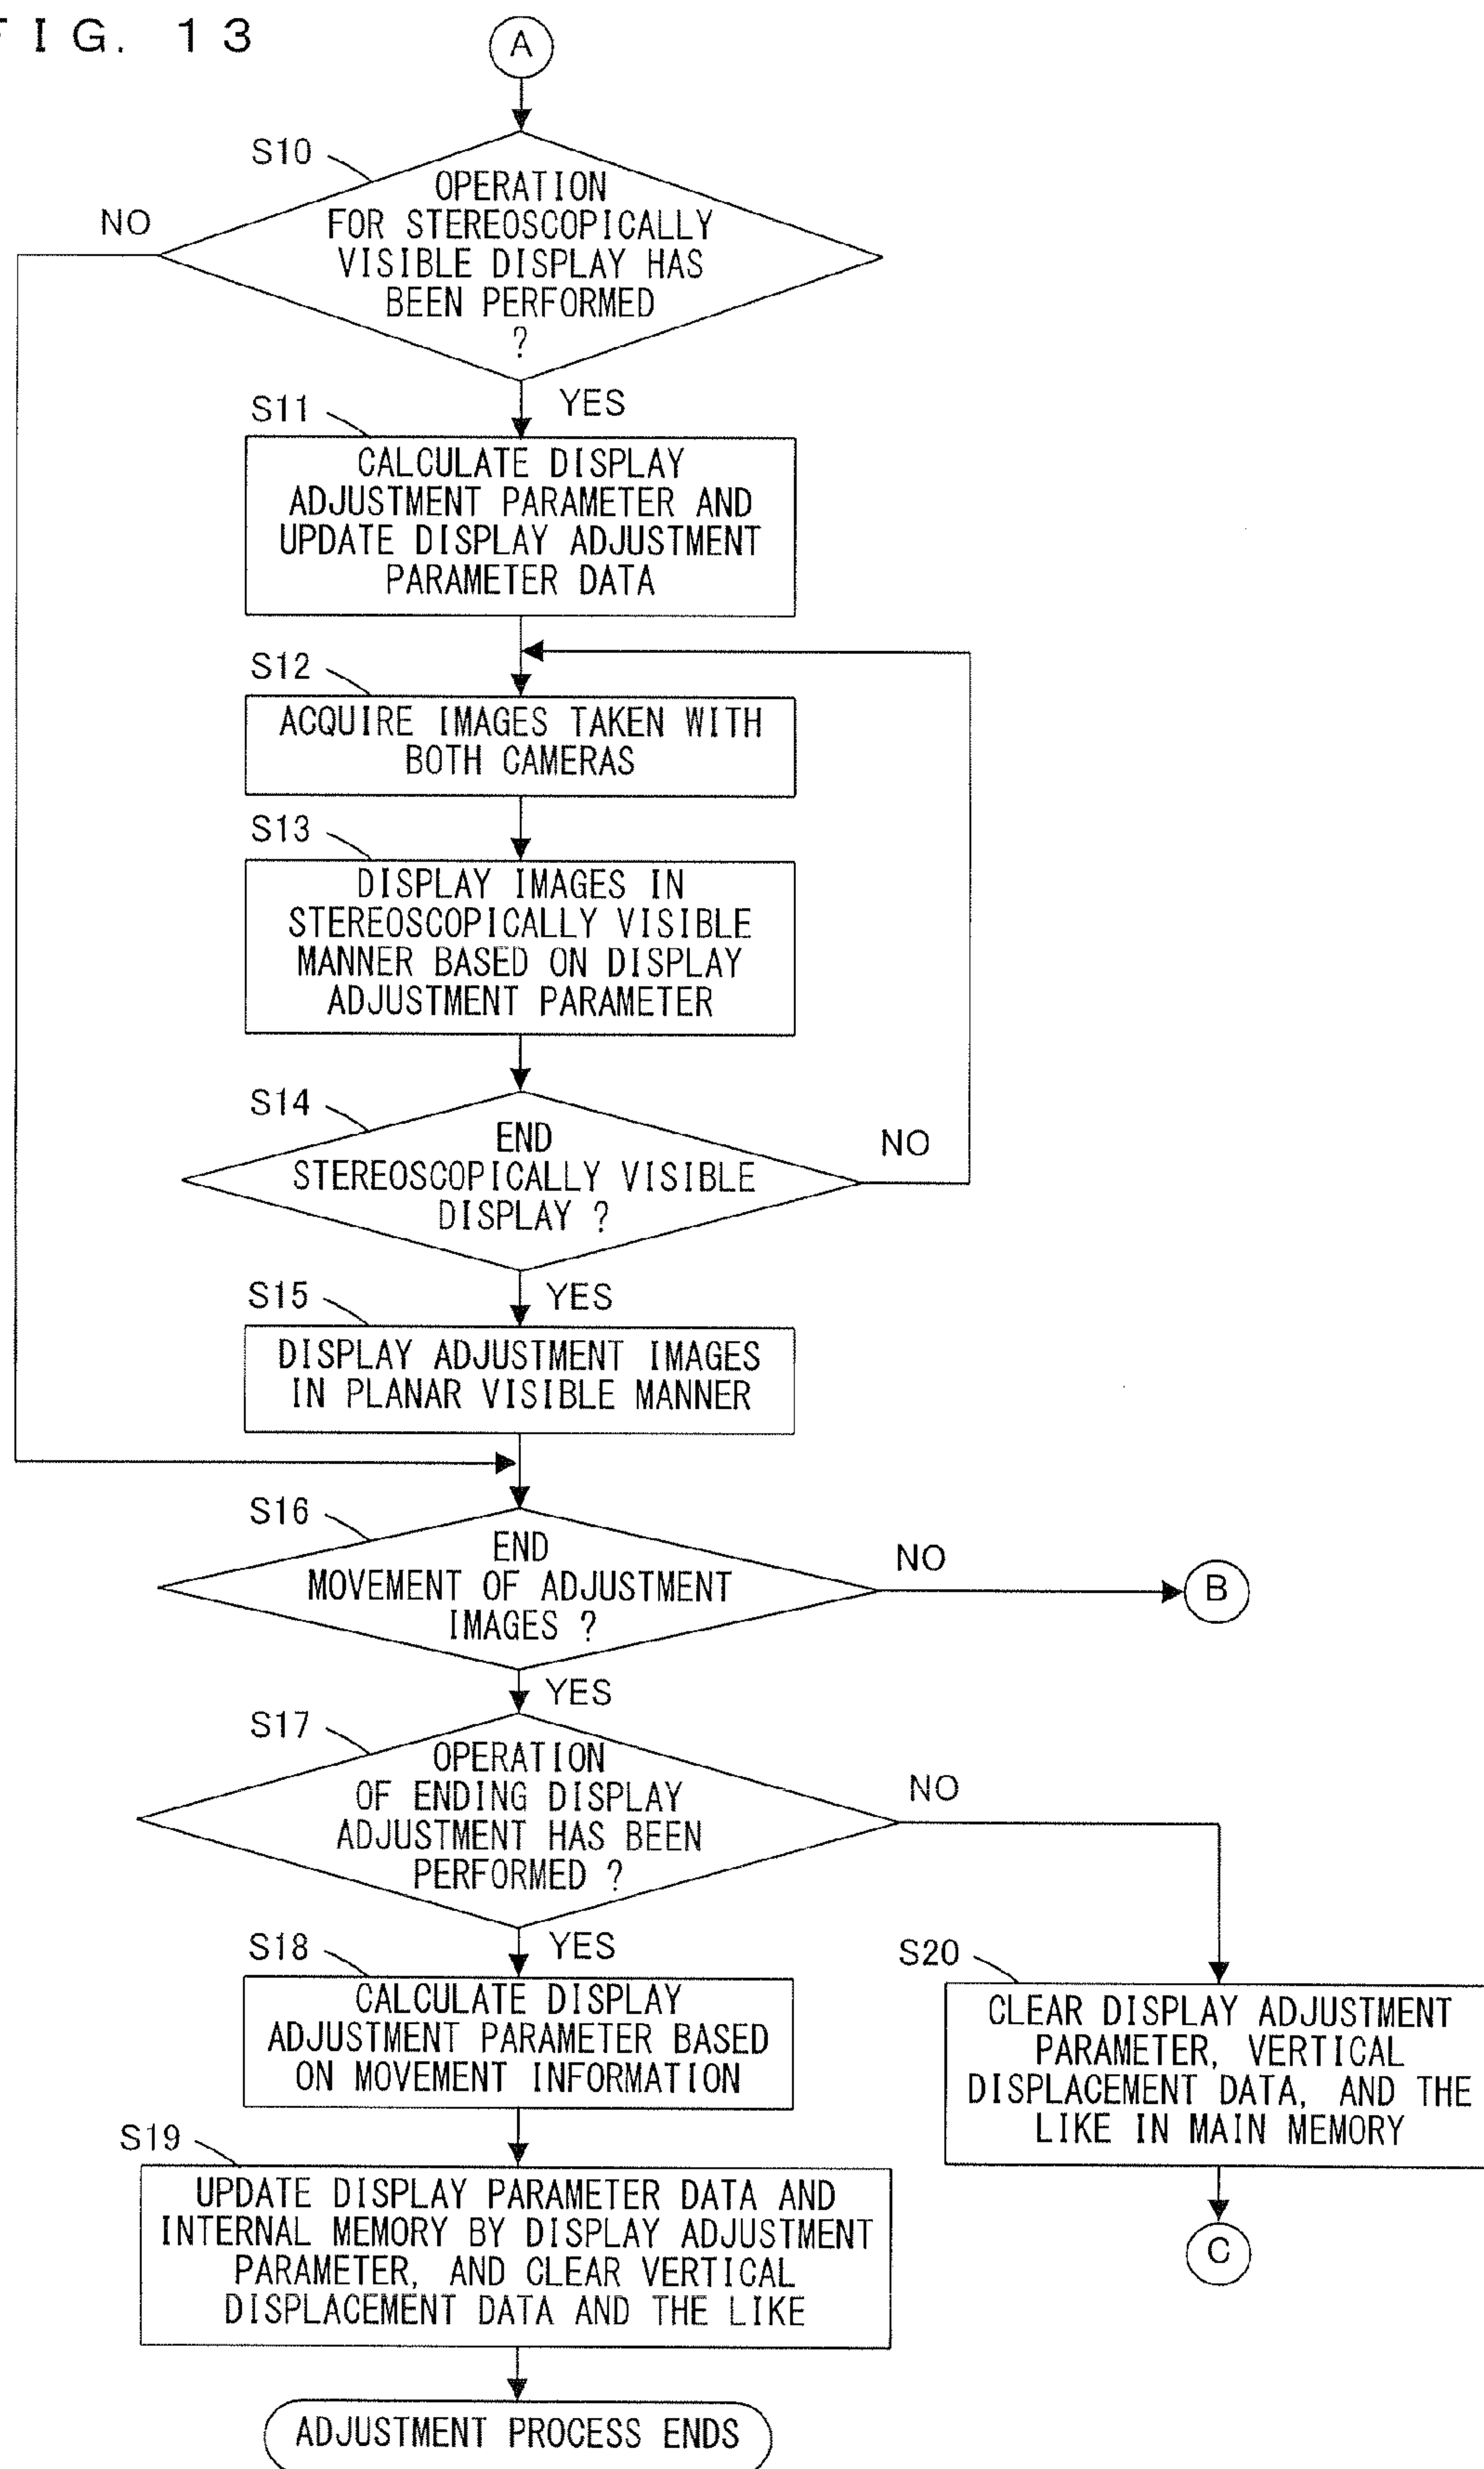 FIG. 13
A
S10
OPERATION
FOR STEREOSCOPICALLY
VISIBLE DISPLAY HAS
BEEN PERFORMED
?
NO
YES
S11
CALCULATE DISPLAY
ADJUSTMENT PARAMETER AND
UPDATE DISPLAY ADJUSTMENT
PARAMETER DATA
S12
ACQUIRE IMAGES TAKEN WITH
BOTH CAMERAS
S13
DISPLAY IMAGES IN
STEREOSCOPICALLY VISIBLE
MANNER BASED ON DISPLAY
ADJUSTMENT PARAMETER
S14
END
STEREOSCOPICALLY VISIBLE
DISPLAY ?
NO
YES
S15
DISPLAY ADJUSTMENT IMAGES
IN PLANAR VISIBLE MANNER
S16
END
MOVEMENT OF ADJUSTMENT
IMAGES ?
NO
B
YES
S17
OPERATION
OF ENDING DISPLAY
ADJUSTMENT HAS BEEN
PERFORMED ?
NO
YES
S18
CALCULATE DISPLAY
ADJUSTMENT PARAMETER BASED
ON MOVEMENT INFORMATION
S20
CLEAR DISPLAY ADJUSTMENT
PARAMETER, VERTICAL
DISPLACEMENT DATA, AND THE
LIKE IN MAIN MEMORY
C
S19
UPDATE DISPLAY PARAMETER DATA AND
INTERNAL MEMORY BY DISPLAY ADJUSTMENT
PARAMETER, AND CLEAR VERTICAL
DISPLACEMENT DATA AND THE LIKE
ADJUSTMENT PROCESS ENDS